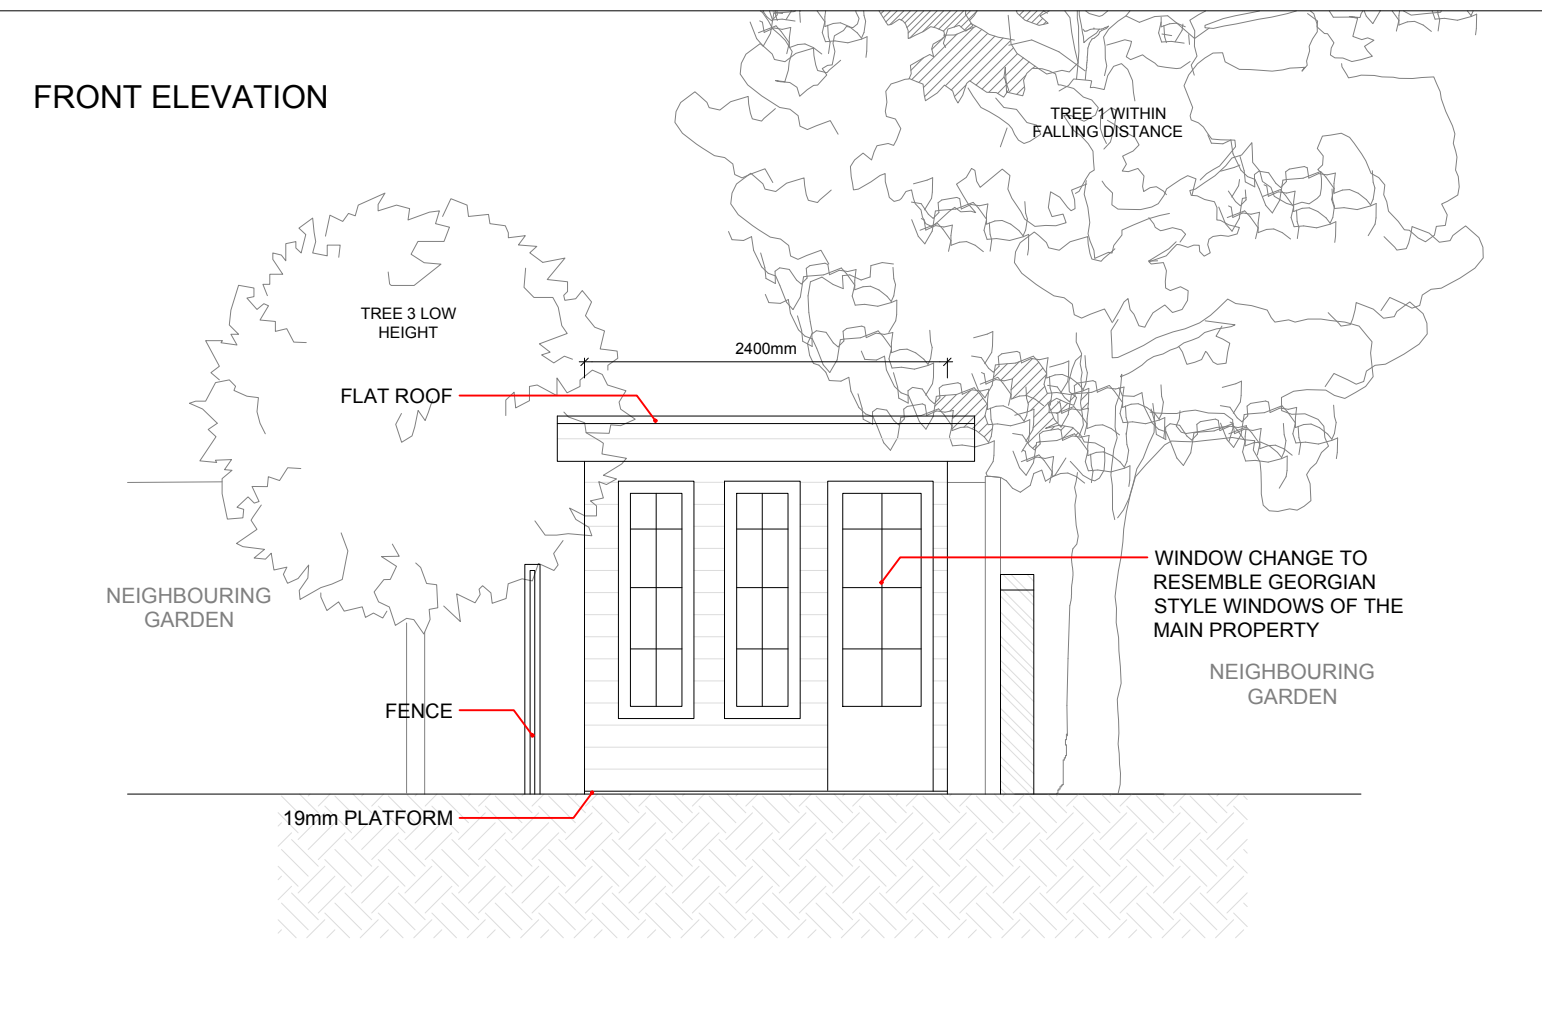 FRONT ELEVATION
TREE 1 WITHIN
FALLING DISTANCE
TREE 3 LOW
HEIGHT
2400mm
FLAT ROOF
WINDOW CHANGE TO
RESEMBLE GEORGIAN
STYLE WINDOWS OF THE
MAIN PROPERTY
NEIGHBOURING
GARDEN
NEIGHBOURING
GARDEN
FENCE
19mm PLATFORM